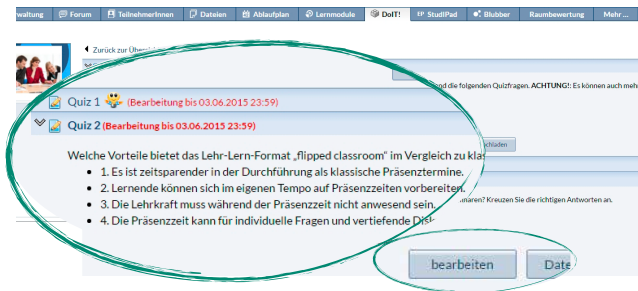 waltung Forum TeilnehmerInnen Dateien Ablaufplan Lernmodule DoIT! StudIPad Blubber Raumbewertung Mehr ...
Zurück zur
end die folgenden Quizfragen. ACHTUNG!: Es können auch mehr
Quiz 1 (Bearbeitung bis 03.06.2015 23:59)
Quiz 2 (Bearbeitung bis 03.06.2015 23:59)
chladen
Welche Vorteile bietet das Lehr-Lern-Format „flipped classroom" im Vergleich zu kla
• 1. Es ist zeitsparender in der Durchführung als klassische Präsenztermine.
• 2. Lernende können sich im eigenen Tempo auf Präsenzzeiten vorbereiten.
• 3. Die Lehrkraft muss während der Präsenzzeit nicht anwesend sein.
minaren? Kreuzen Sie die richtigen Antworten an.
• 4. Die Präsenzzeit kann für individuelle Fragen und vertiefende Dis
bearbeiten Date